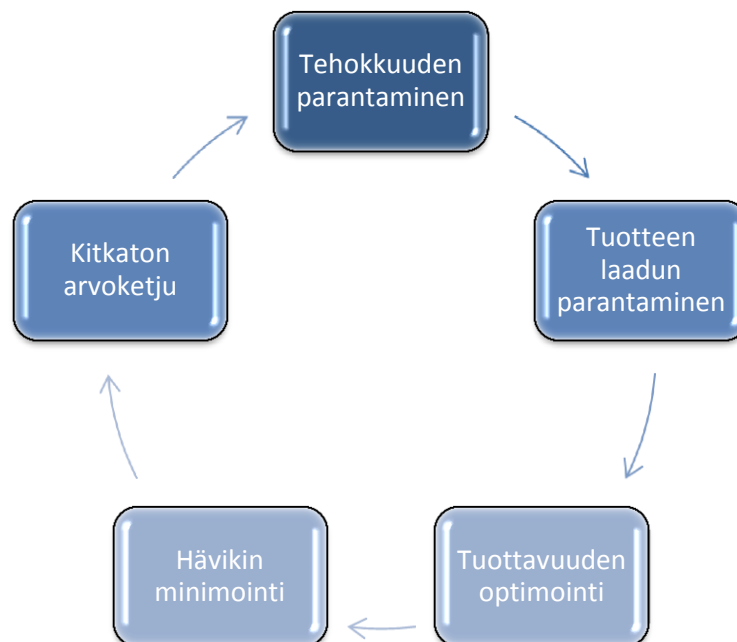 Tehokkuuden
parantaminen
Tuotteen
laadun
parantaminen
Tuottavuuden
optimointi
Hävikin
minimointi
Kitkaton
arvoketju